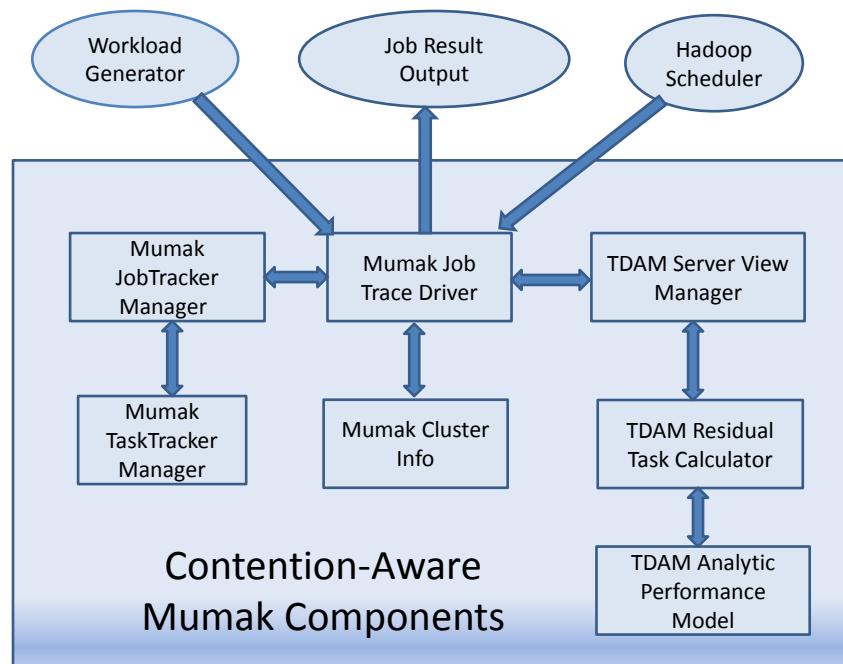 Workload
Generator
Job Result
Output
Hadoop
Scheduler
Mumak
JobTracker
Manager
Mumak Job
Trace Driver
TDAM Server View
Manager
Mumak
TaskTracker
Manager
Mumak Cluster
Info
TDAM Residual
Task Calculator
TDAM Analytic
Performance
Model
Contention-Aware
Mumak Components